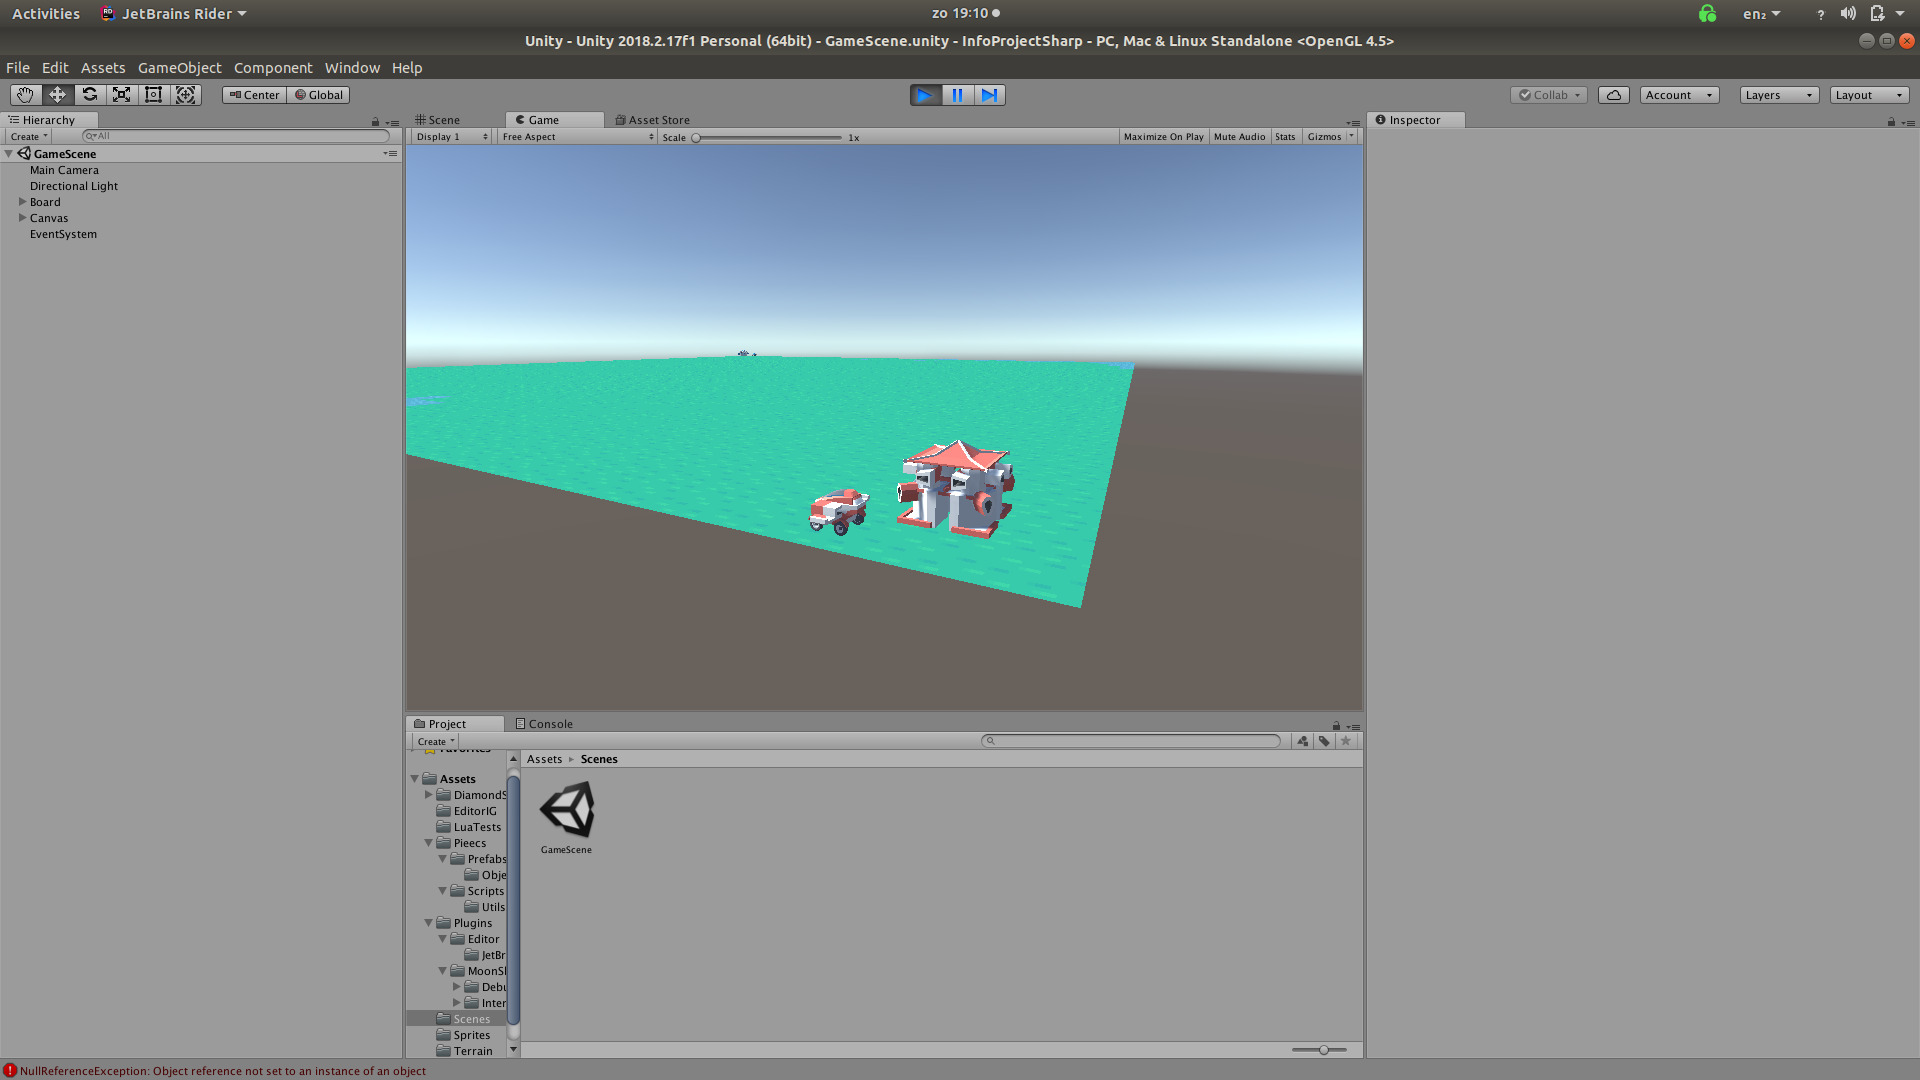 Activities JetBrains Rider zo 19:10 en₂ ?
Unity - Unity 2018.2.17f1 Personal (64bit) - GameScene.unity - InfoProjectSharp - PC, Mac & Linux Standalone <OpenGL 4.5>
File Edit Assets GameObject Component Window Help
Center Global Collab Account Layers Layout
Hierarchy Scene Game Asset Store Inspector
Create All Display 1 Free Aspect Scale 1x Maximize On Play Mute Audio Stats Gizmos
GameScene
Main Camera
Directional Light
Board
Canvas
EventSystem
Project Console
Create
Favorites
Assets Scenes
Assets
DiamondS
EditorIG
LuaTests
Pieecs
Prefabs
Obje
Scripts
Utils
Plugins
Editor
JetBr
MoonSl
Debu
Inter
Scenes
Sprites
Terrain
GameScene
NullReferenceException: Object reference not set to an instance of an object